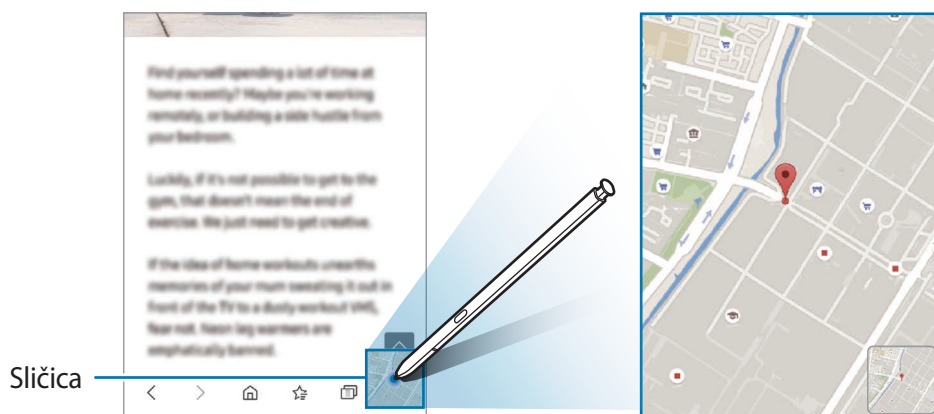 Find yourself spending a lot of time at
home recently? Maybe you're working
remotely, or building a side hustle from
your bedroom.
Luckily, if it's not possible to get to the
gym, that doesn't mean the end of
exercise. We just need to get creative.
If the idea of home workouts unearths
memories of your mum sweating it out in
front of the TV to a dusty workout VHS,
fear not. Neon leg warmers are
emphatically banned.
Sličica